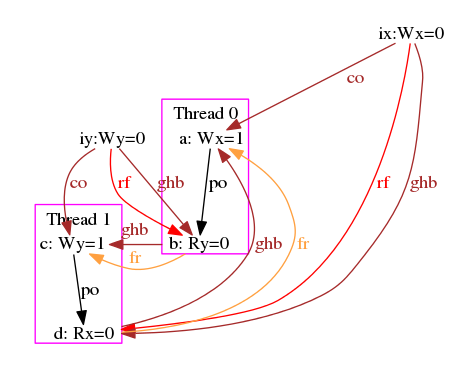 ix:Wx=0
co
Thread 0
iy:Wy=0
a: Wx=1
co
rf
ghb
po
rf
ghb
Thread 1
ghb
c: Wy=1
b: Ry=0
ghb
fr
fr
po
d: Rx=0